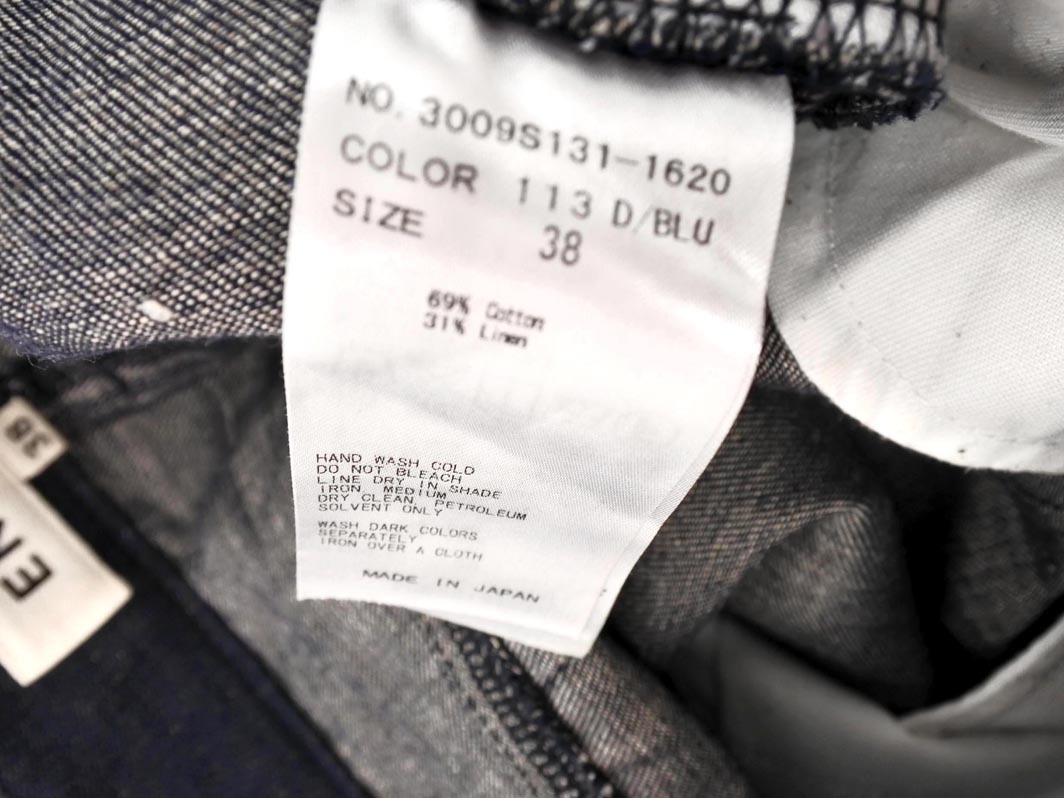 NO. 3009S131-1620
COLOR 113 D/BLU
SIZE 38
69% Cotton
31% Linen
HAND WASH COLD
DO NOT BLEACH
LINE DRY IN SHADE
IRON, MEDIUM
DRY CLEAN, PETROLEUM
SOLVENT ONLY
WASH DARK COLORS
SEPARATELY
IRON OVER A CLOTH
MADE IN JAPAN
38